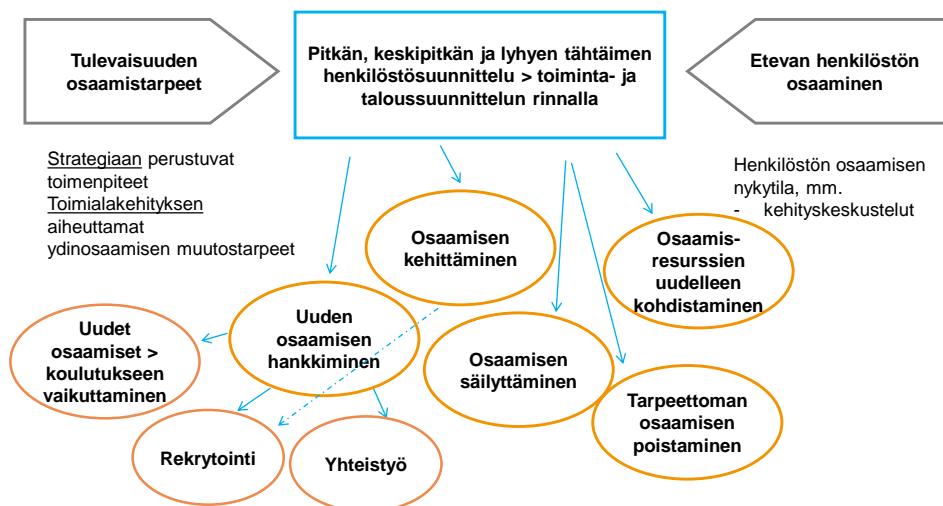 Tulevaisuuden
osaamistarpeet
Pitkän, keskipitkän ja lyhyen tähtäimen
henkilöstösuunnittelu > toiminta- ja
taloussuunnittelun rinnalla
Etevan henkilöstön
osaaminen
Strategiaan perustuvat
toimenpiteet
Toimialakehityksen
aiheuttamat
ydinosaamisen muutostarpeet
Henkilöstön osaamisen
nykytila, mm.
- kehityskeskustelut
Osaamisen
kehittäminen
Osaamis-
resurssien
uudelleen
kohdistaminen
Uudet
osaamiset >
koulutukseen
vaikuttaminen
Uuden
osaamisen
hankkiminen
Osaamisen
säilyttäminen
Tarpeettoman
osaamisen
poistaminen
Rekrytointi
Yhteistyö